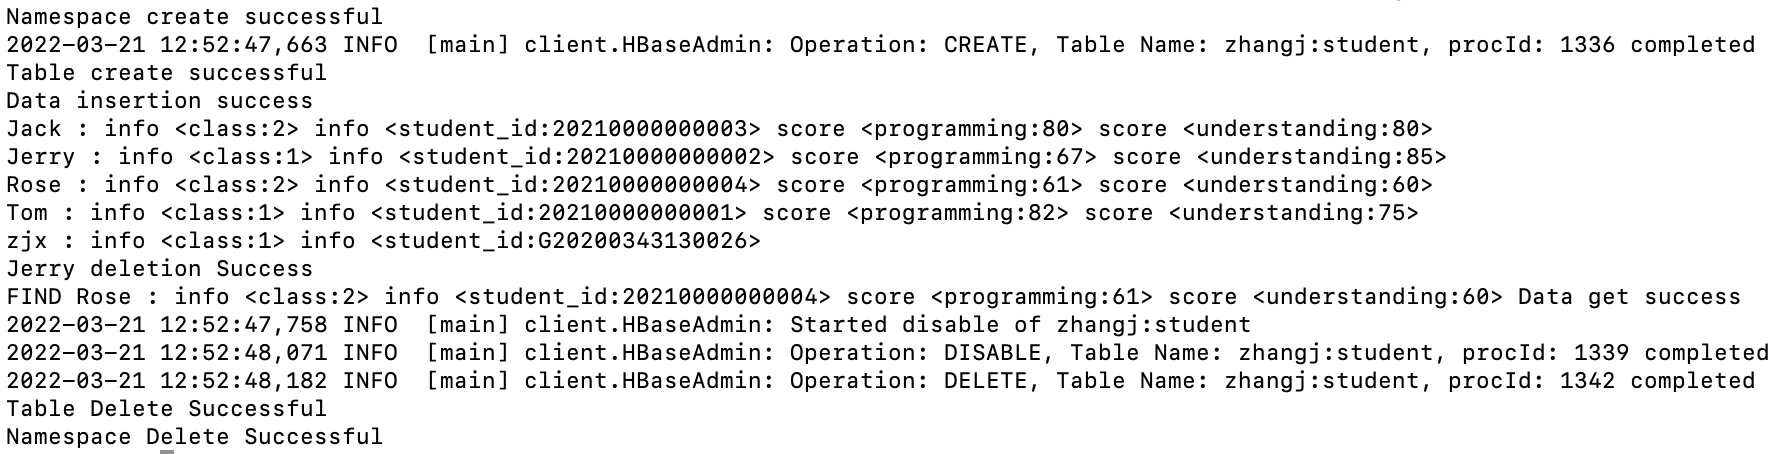 Namespace create successful
2022-03-21 12:52:47,663 INFO  [main] client.HBaseAdmin: Operation: CREATE, Table Name: zhangj:student, procId: 1336 completed
Table create successful
Data insertion success
Jack : info <class:2> info <student_id:20210000000003> score <programming:80> score <understanding:80>
Jerry : info <class:1> info <student_id:20210000000002> score <programming:67> score <understanding:85>
Rose : info <class:2> info <student_id:20210000000004> score <programming:61> score <understanding:60>
Tom : info <class:1> info <student_id:20210000000001> score <programming:82> score <understanding:75>
zjx : info <class:1> info <student_id:G20200343130026>
Jerry deletion Success
FIND Rose : info <class:2> info <student_id:20210000000004> score <programming:61> score <understanding:60> Data get success
2022-03-21 12:52:47,758 INFO  [main] client.HBaseAdmin: Started disable of zhangj:student
2022-03-21 12:52:48,071 INFO  [main] client.HBaseAdmin: Operation: DISABLE, Table Name: zhangj:student, procId: 1339 completed
2022-03-21 12:52:48,182 INFO  [main] client.HBaseAdmin: Operation: DELETE, Table Name: zhangj:student, procId: 1342 completed
Table Delete Successful
Namespace Delete Successful